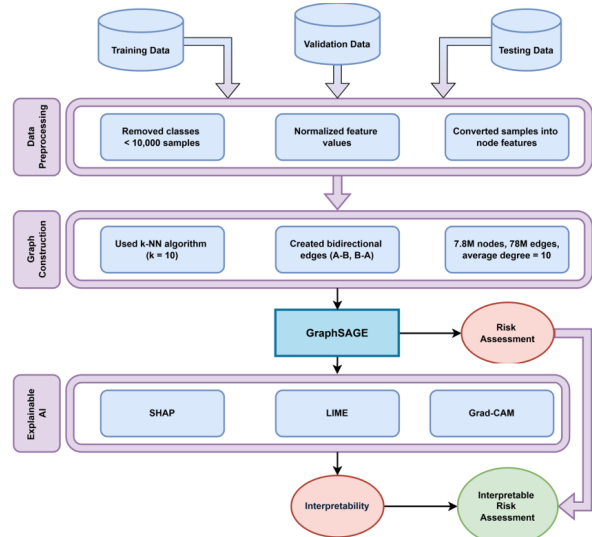 Training Data
Validation Data
Testing Data
Data
Preprocessing
Removed classes
< 10,000 samples
Normalized feature
values
Converted samples into
node features
Graph
Construction
Used k-NN algorithm
(k = 10)
Created bidirectional
edges (A-B, B-A)
7.8M nodes, 78M edges,
average degree = 10
GraphSAGE
Risk
Assessment
Explainable
AI
SHAP
LIME
Grad-CAM
Interpretability
Interpretable
Risk
Assessment